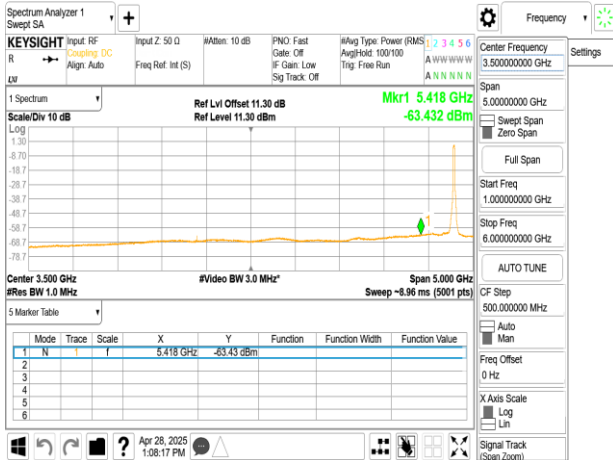 Spectrum Analyzer 1
Swept SA
+
Frequency
Settings
KEYSIGHT
R
Input: RF
Coupling: DC
Align: Auto
Input Z: 50 Ω
Freq Ref: Int (S)
#Atten: 10 dB
PNO: Fast
Gate: Off
IF Gain: Low
Sig Track: Off
#Avg Type: Power (RMS
Avg|Hold: 100/100
Trig: Free Run
1 2 3 4 5 6
A W W W W W
A N N N N N
1 Spectrum
Scale/Div 10 dB
Ref Lvl Offset 11.30 dB
Ref Level 11.30 dBm
Mkr1 5.418 GHz
-63.432 dBm
Log
1.30
-8.70
-18.7
-28.7
-38.7
-48.7
-58.7
-68.7
-78.7
1
Center 3.500 GHz
#Res BW 1.0 MHz
#Video BW 3.0 MHz*
Span 5.000 GHz
Sweep ~8.96 ms (5001 pts)
5 Marker Table
Mode Trace Scale X Y Function Function Width Function Value
1 N 1 f 5.418 GHz -63.43 dBm
2
3
4
5
6
Apr 28, 2025
1:08:17 PM
Center Frequency
3.500000000 GHz
Span
5.00000000 GHz
Swept Span
Zero Span
Full Span
Start Freq
1.000000000 GHz
Stop Freq
6.000000000 GHz
AUTO TUNE
CF Step
500.000000 MHz
Auto
Man
Freq Offset
0 Hz
X Axis Scale
Log
Lin
Signal Track
(Span Zoom)